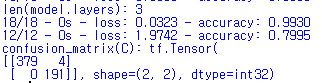 len(model.layers): 3
18/18 - 0s - loss: 0.0323 - accuracy: 0.9930
12/12 - 0s - loss: 1.9742 - accuracy: 0.7995
confusion_matrix(C): tf.Tensor(
[[379   4]
 [  0 191]], shape=(2, 2), dtype=int32)